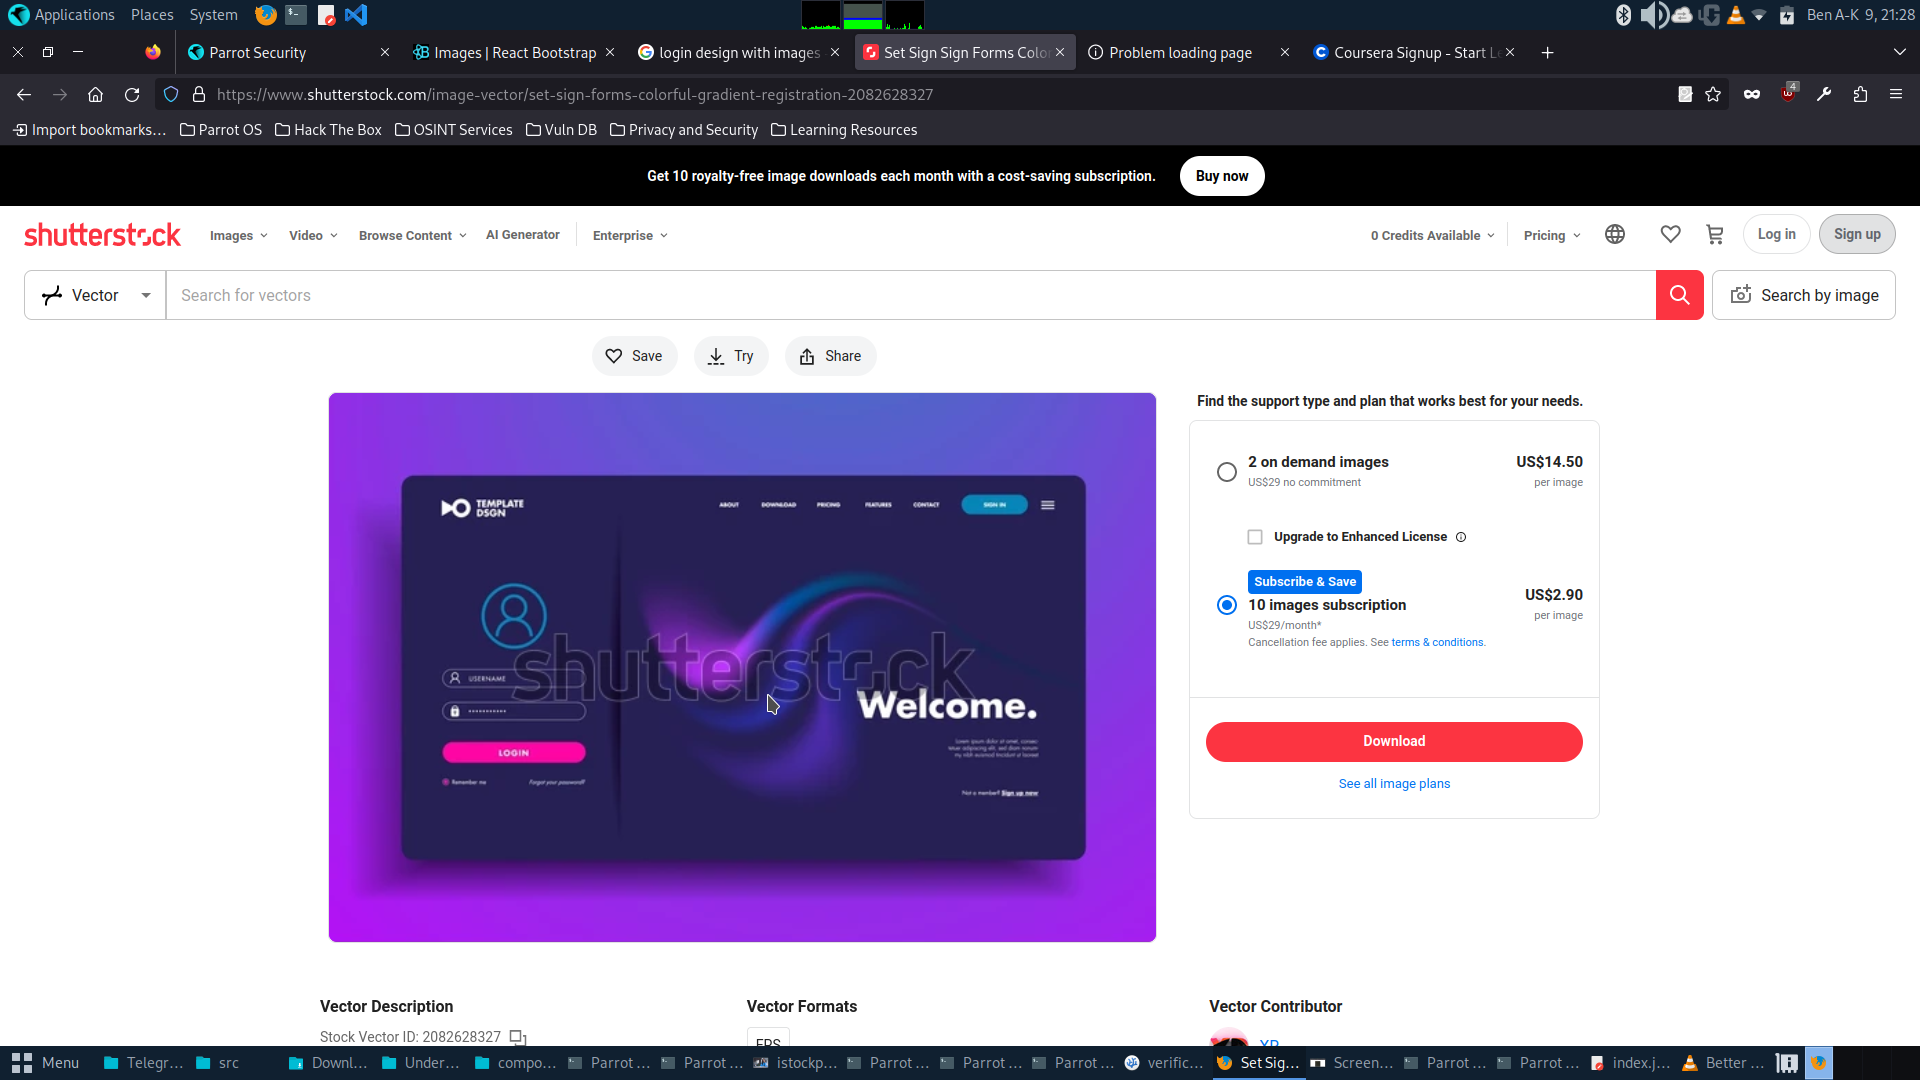 Applications Places System
Ben A-K 9, 21:28
Parrot Security
Images | React Bootstrap
login design with images
Set Sign Sign Forms Color
Problem loading page
Coursera Signup - Start Le
https://www.shutterstock.com/image-vector/set-sign-forms-colorful-gradient-registration-2082628327
4
Import bookmarks... Parrot OS Hack The Box OSINT Services Vuln DB Privacy and Security Learning Resources
Get 10 royalty-free image downloads each month with a cost-saving subscription. Buy now
shutterstock Images Video Browse Content AI Generator Enterprise 0 Credits Available Pricing Log in Sign up
Vector Search for vectors Search by image
Save Try Share
TEMPLATE
DSGN
ABOUT DOWNLOAD PRICING FEATURES CONTACT SIGN IN
shutterstock
USERNAME
LOGIN
Remember me Forgot your password?
Welcome.
Lorem ipsum dolor sit amet, consec-
Not a member? Sign up now
Find the support type and plan that works best for your needs.
2 on demand images US$14.50
US$29 no commitment per image
Upgrade to Enhanced License
Subscribe & Save
10 images subscription US$2.90
US$29/month* per image
Cancellation fee applies. See terms & conditions.
Download
See all image plans
Vector Description Vector Formats Vector Contributor
Stock Vector ID: 2082628327 EPS XP
Menu Telegr... src Downl... Under... compo... Parrot ... Parrot ... istockp... Parrot ... Parrot ... Parrot ... verific... Set Sig... Screen... Parrot ... Parrot ... index.j... Better ...